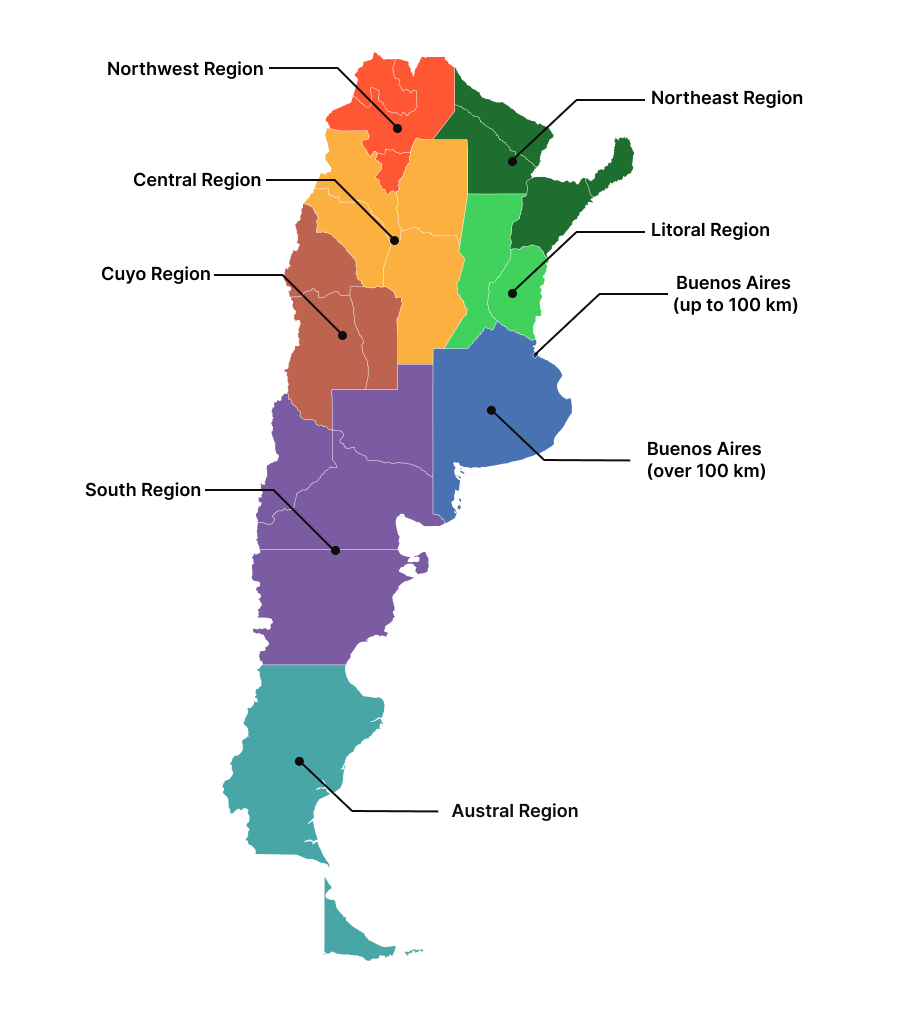 Northwest Region
Northeast Region
Central Region
Litoral Region
Cuyo Region
Buenos Aires
(up to 100 km)
Buenos Aires
(over 100 km)
South Region
Austral Region